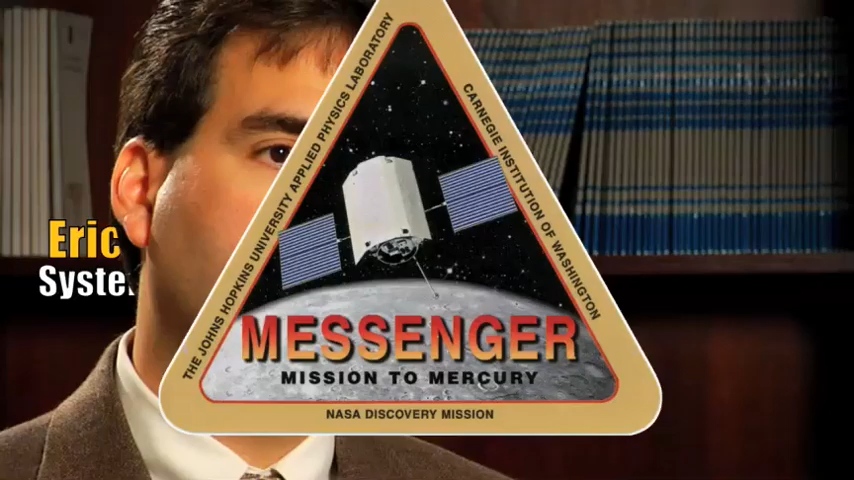 Eric
THE JOHNS HOPKINS UNIVERSITY APPLIED PHYSICS LABORATORY
CARNEGIE INSTITUTION OF WASHINGTON
MESSENGER
MISSION TO MERCURY
NASA DISCOVERY MISSION